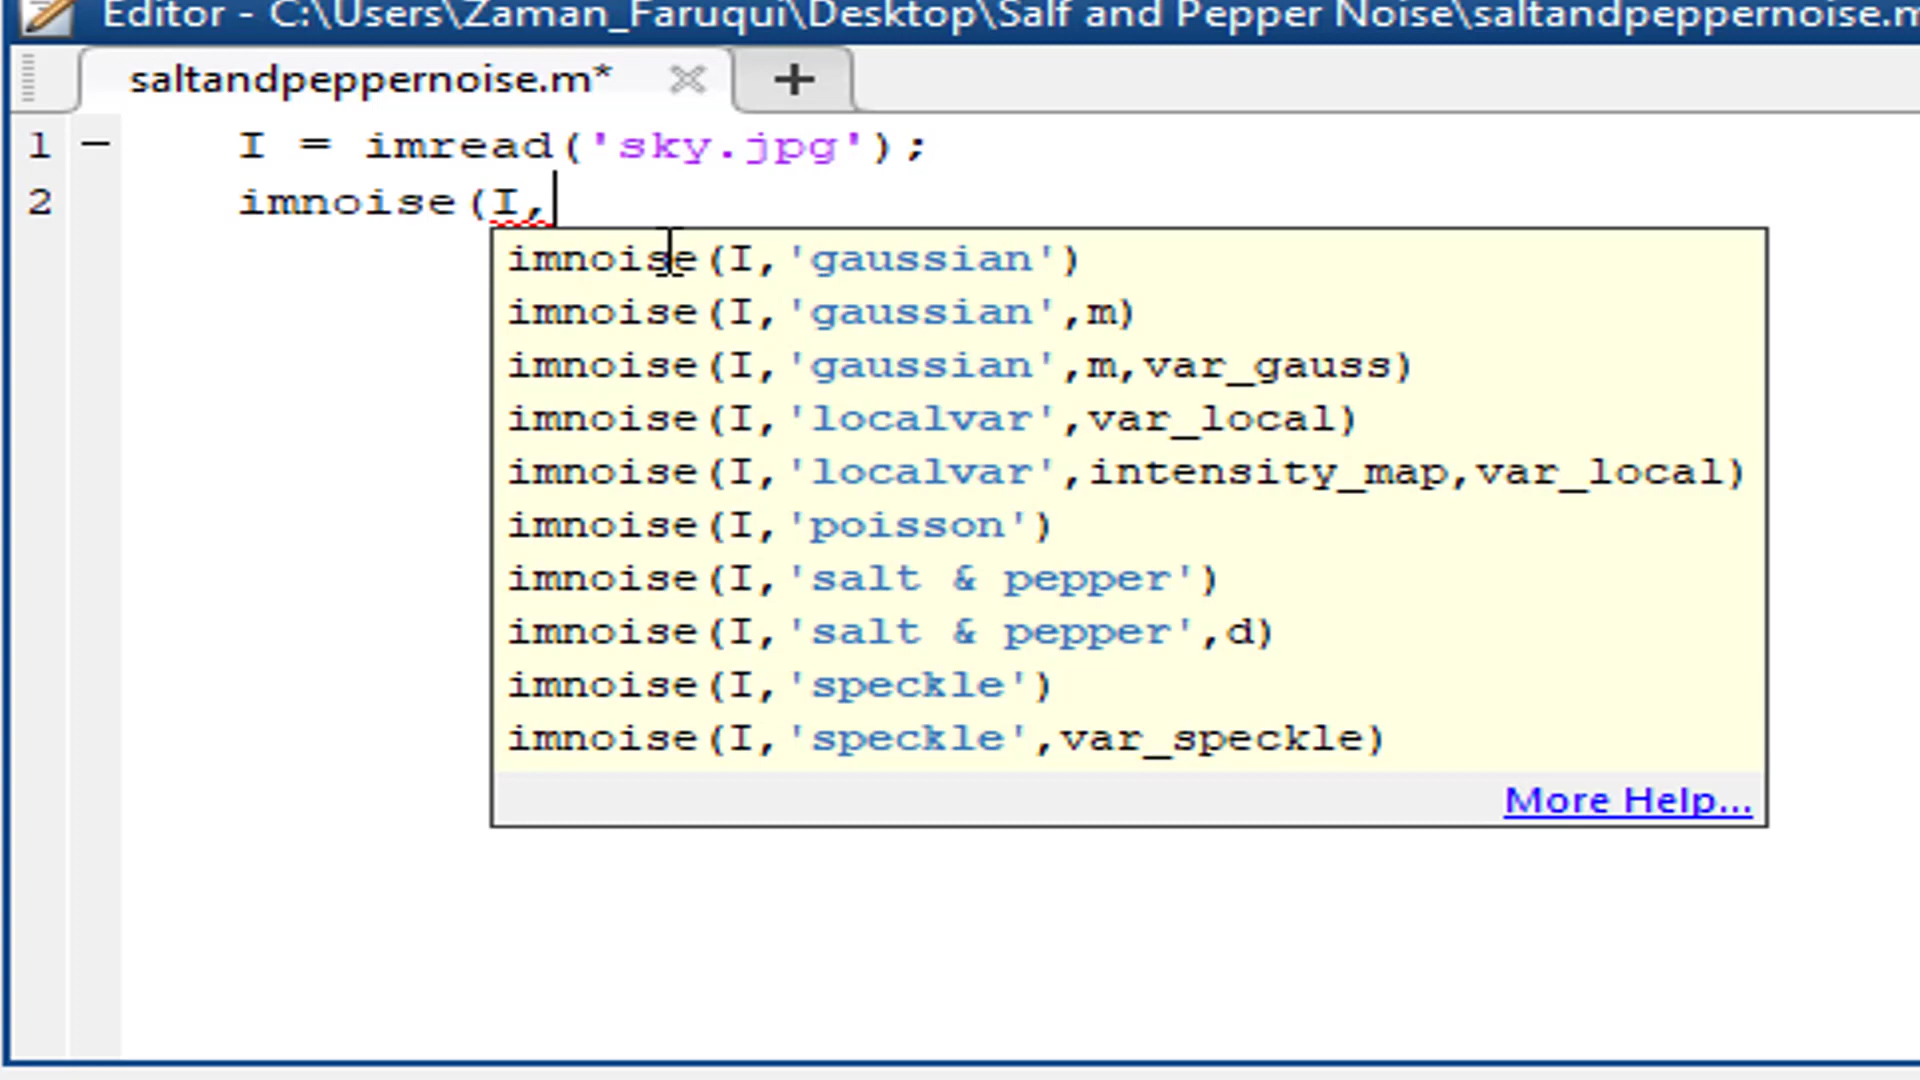 Editor - C:\Users\Zaman_Faruqui\Desktop\Salf and Pepper Noise\saltandpeppernoise.m
saltandpeppernoise.m*
1 I = imread('sky.jpg');
2 imnoise(I,
imnoise(I,'gaussian')
imnoise(I,'gaussian',m)
imnoise(I,'gaussian',m,var_gauss)
imnoise(I,'localvar',var_local)
imnoise(I,'localvar',intensity_map,var_local)
imnoise(I,'poisson')
imnoise(I,'salt & pepper')
imnoise(I,'salt & pepper',d)
imnoise(I,'speckle')
imnoise(I,'speckle',var_speckle)
More Help...